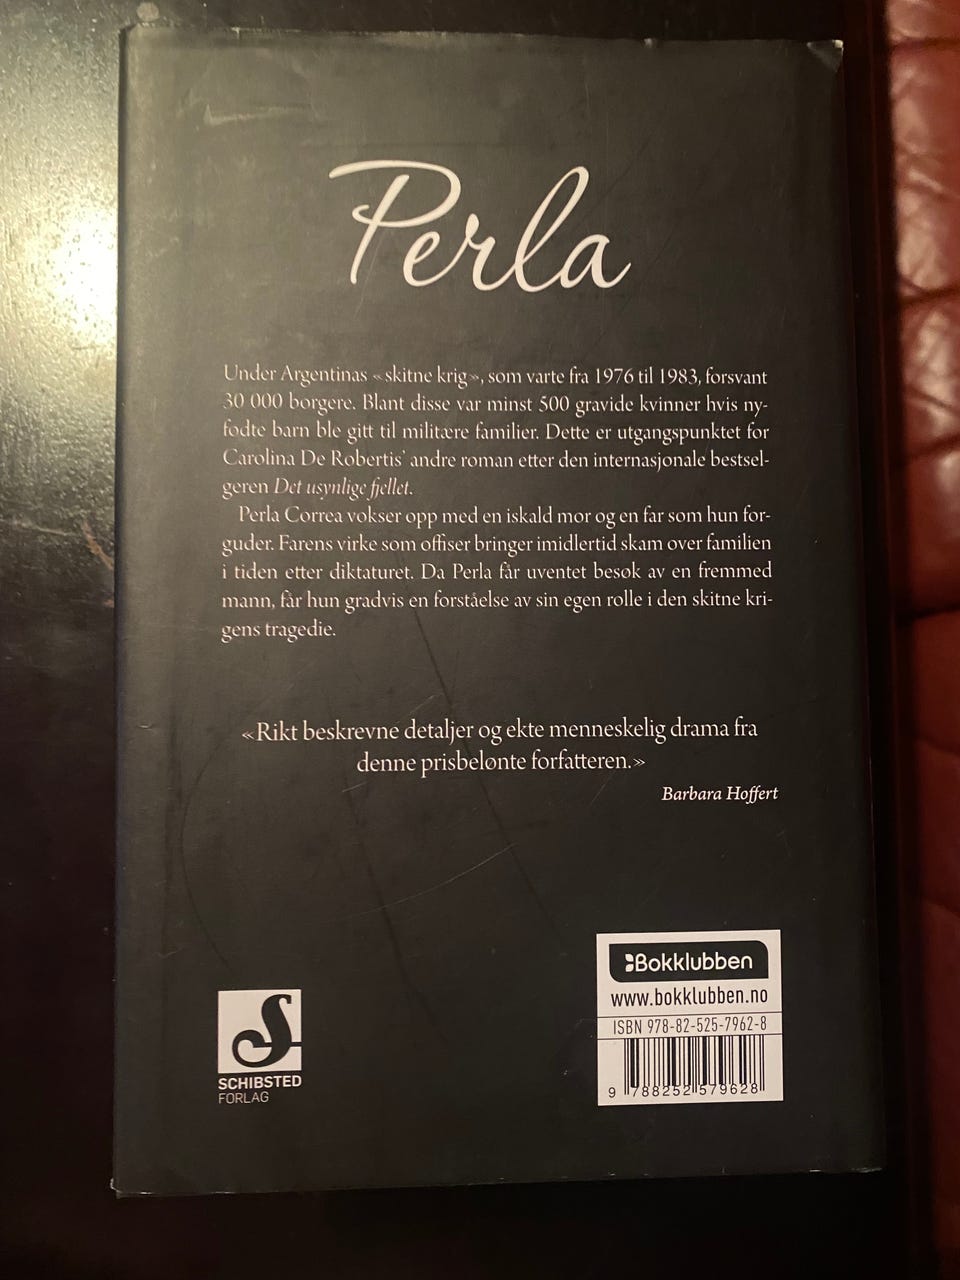 Perla
Under Argentinas «skitne krig», som varte fra 1976 til 1983, forsvant
30 000 borgere. Blant disse var minst 500 gravide kvinner hvis ny-
fødte barn ble gitt til militære familier. Dette er utgangspunktet for
Carolina De Robertis’ andre roman etter den internasjonale bestsel-
geren Det usynlige fjellet.
Perla Correa vokser opp med en iskald mor og en far som hun for-
guder. Farens virke som offiser bringer imidlertid skam over familien
i tiden etter diktaturet. Da Perla får uventet besøk av en fremmed
mann, får hun gradvis en forståelse av sin egen rolle i den skitne kri-
gens tragedie.
«Rikt beskrevne detaljer og ekte menneskelig drama fra
denne prisbelønte forfatteren.»
Barbara Hoffert
Bokklubben
www.bokklubben.no
ISBN 978-82-525-7962-8
9 788252 579628
S
SCHIBSTED
FORLAG